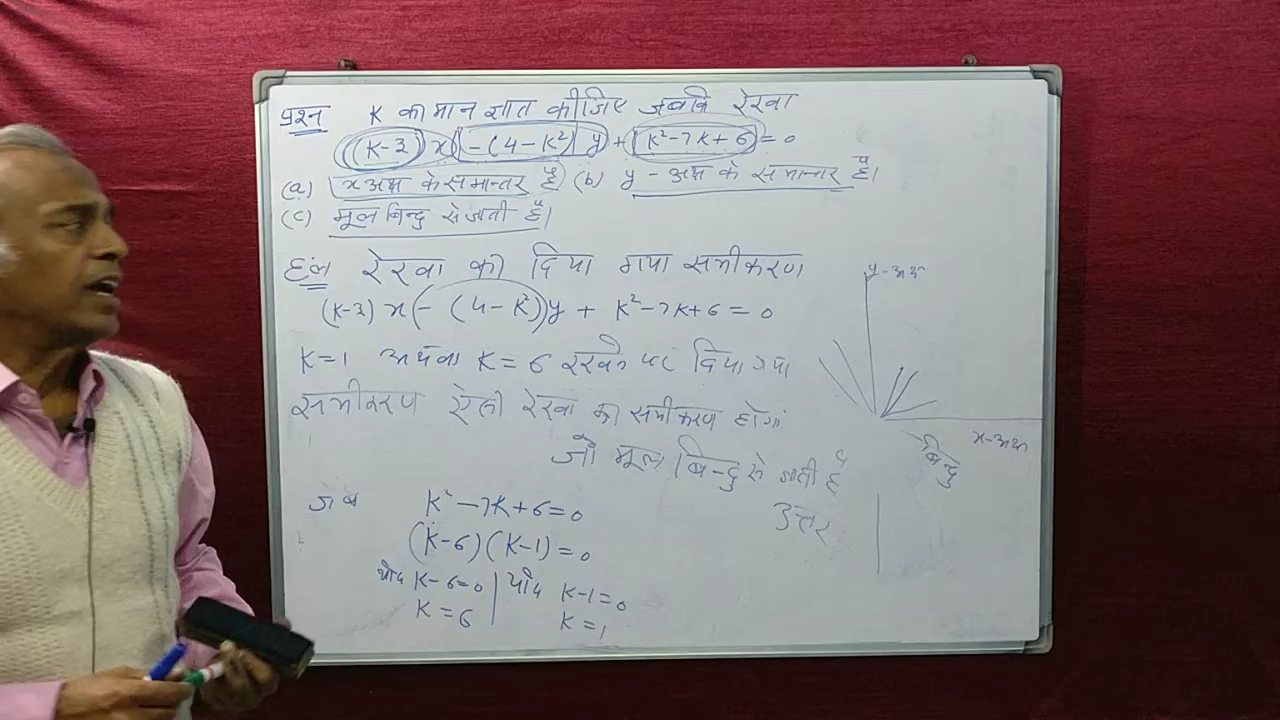 प्रश्न K का मान ज्ञात कीजिए जबकि रेखा
(K-3) x - (4-K²) y + K²-7K+6 = 0
(a) x अक्ष के समान्तर है (b) y - अक्ष के समान्तर है।
(c) मूल बिन्दु से जाती है।
हल रेखा का दिया गया समीकरण
(K-3) x (- (4-K²)) y + K²-7K+6 = 0
K=1 अथवा K=6 रखने पर दिया गया
समीकरण ऐसी रेखा का समीकरण होगा
जो मूल बिन्दु से जाती है
उत्तर
जब K²-7K+6=0
(K-6)(K-1)=0
यदि K-6=0 | यदि K-1=0
K=6 K=1
y-अक्ष
x-अक्ष
बिन्दु